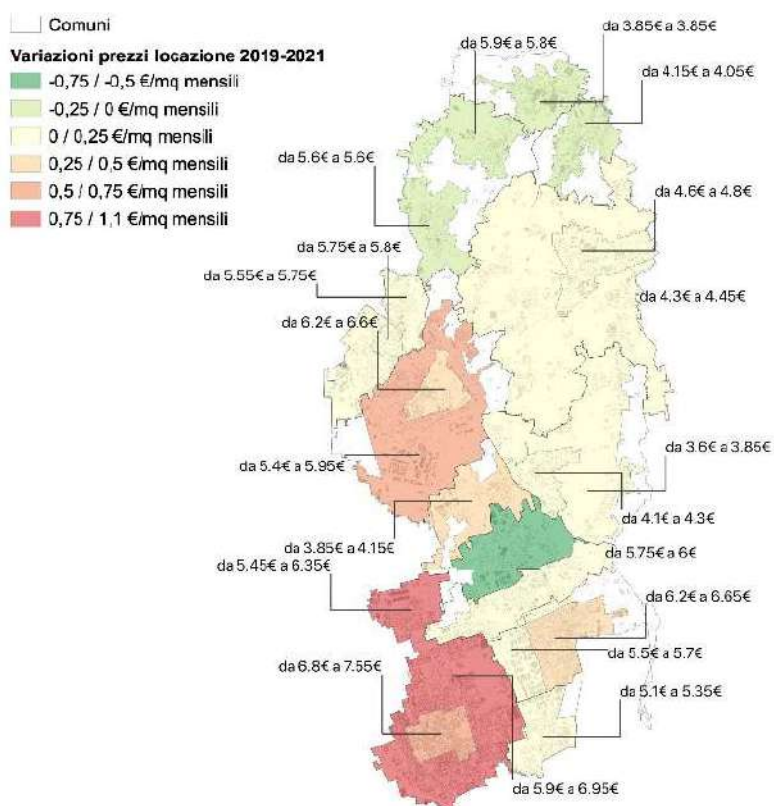 Comuni
Variazioni prezzi locazione 2019-2021
-0,75 / -0,5 €/mq mensili
-0,25 / 0 €/mq mensili
0 / 0,25 €/mq mensili
0,25 / 0,5 €/mq mensili
0,5 / 0,75 €/mq mensili
0,75 / 1,1 €/mq mensili
da 3.85€ a 3.85€
da 5.9€ a 5.8€
da 4.15€ a 4.05€
da 5.6€ a 5.6€
da 4.6€ a 4.8€
da 5.75€ a 5.8€
da 5.55€ a 5.75€
da 4.3€ a 4.45€
da 6.2€ a 6.6€
da 3.6€ a 3.85€
da 5.4€ a 5.95€
da 4.1€ a 4.3€
da 3.85€ a 4.15€
da 5.75€ a 6€
da 5.45€ a 6.35€
da 6.2€ a 6.65€
da 5.5€ a 5.7€
da 6.8€ a 7.55€
da 5.1€ a 5.35€
da 5.9€ a 6.95€